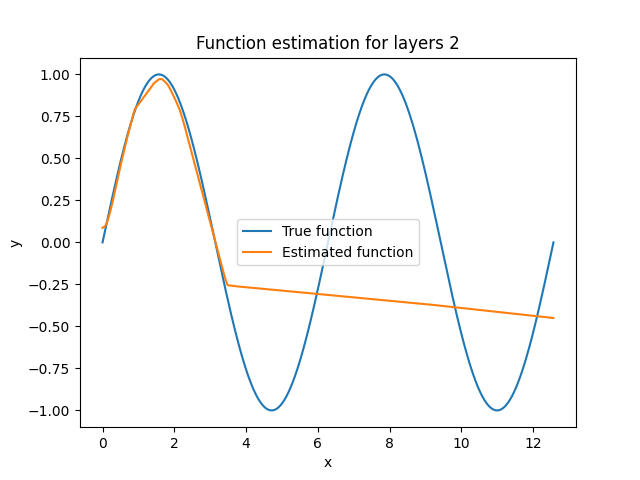 Function estimation for layers 2
1.00
0.75
0.50
0.25
0.00
−0.25
−0.50
−0.75
−1.00
y
True function
Estimated function
0 2 4 6 8 10 12
x